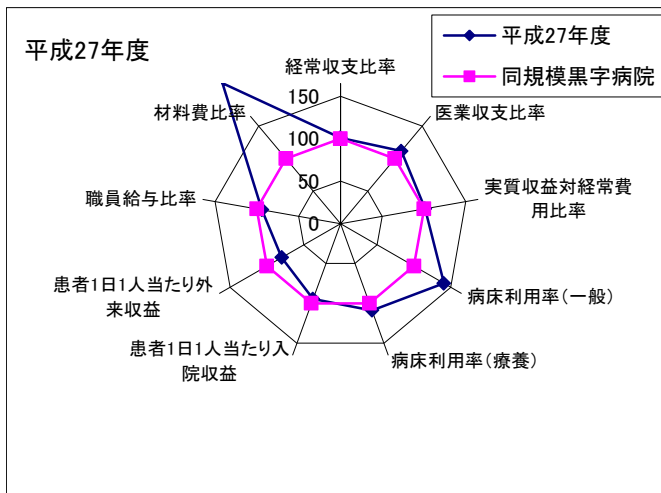 平成27年度
平成27年度
同規模黒字病院
経常収支比率
医業収支比率
実質収益対経常費
用比率
病床利用率(一般)
病床利用率(療養)
患者1日1人当たり入
院収益
患者1日1人当たり外
来収益
職員給与比率
材料費比率
150
100
50
0